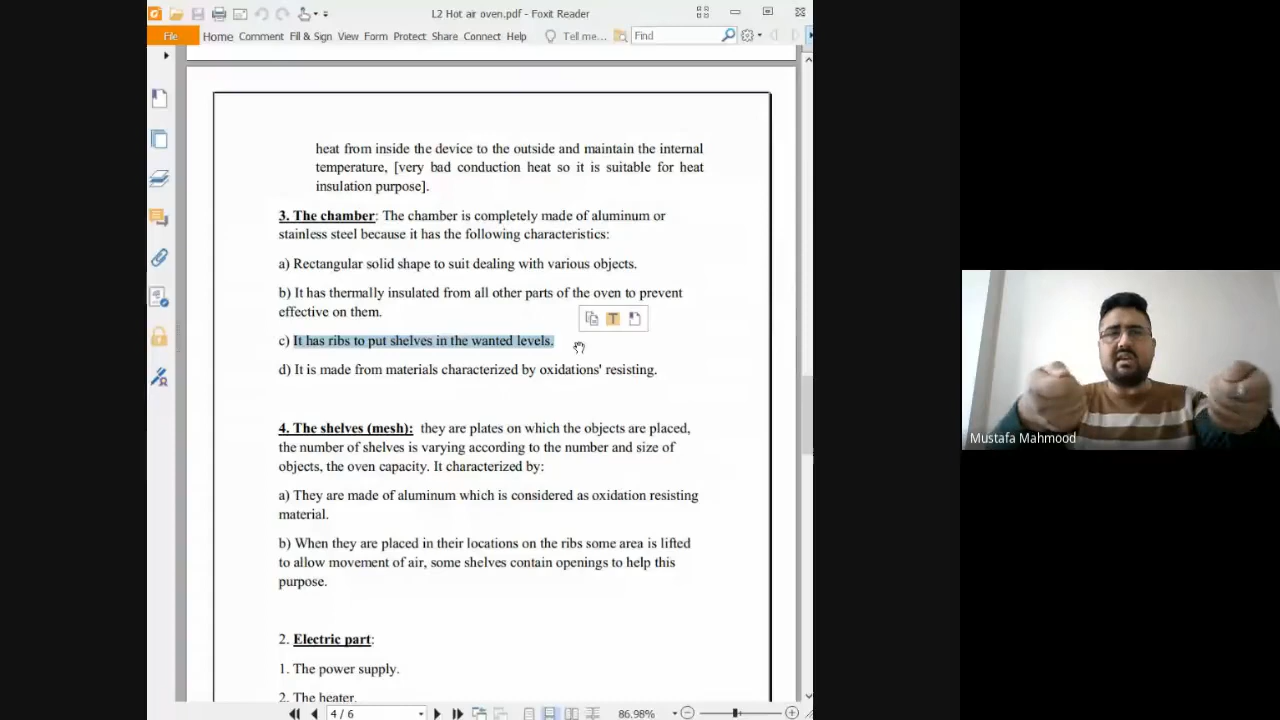 L2 Hot air oven.pdf - Foxit Reader
File Home Comment Fill & Sign View Form Protect Share Connect Help Tell me... Find
heat from inside the device to the outside and maintain the internal
temperature, [very bad conduction heat so it is suitable for heat
insulation purpose].
3. The chamber: The chamber is completely made of aluminum or
stainless steel because it has the following characteristics:
a) Rectangular solid shape to suit dealing with various objects.
b) It has thermally insulated from all other parts of the oven to prevent
effective on them.
c) It has ribs to put shelves in the wanted levels.
d) It is made from materials characterized by oxidations' resisting.
4. The shelves (mesh): they are plates on which the objects are placed,
the number of shelves is varying according to the number and size of
objects, the oven capacity. It characterized by:
a) They are made of aluminum which is considered as oxidation resisting
material.
b) When they are placed in their locations on the ribs some area is lifted
to allow movement of air, some shelves contain openings to help this
purpose.
2. Electric part:
1. The power supply.
2. The heater.
4 / 6
86.98%
Mustafa Mahmood